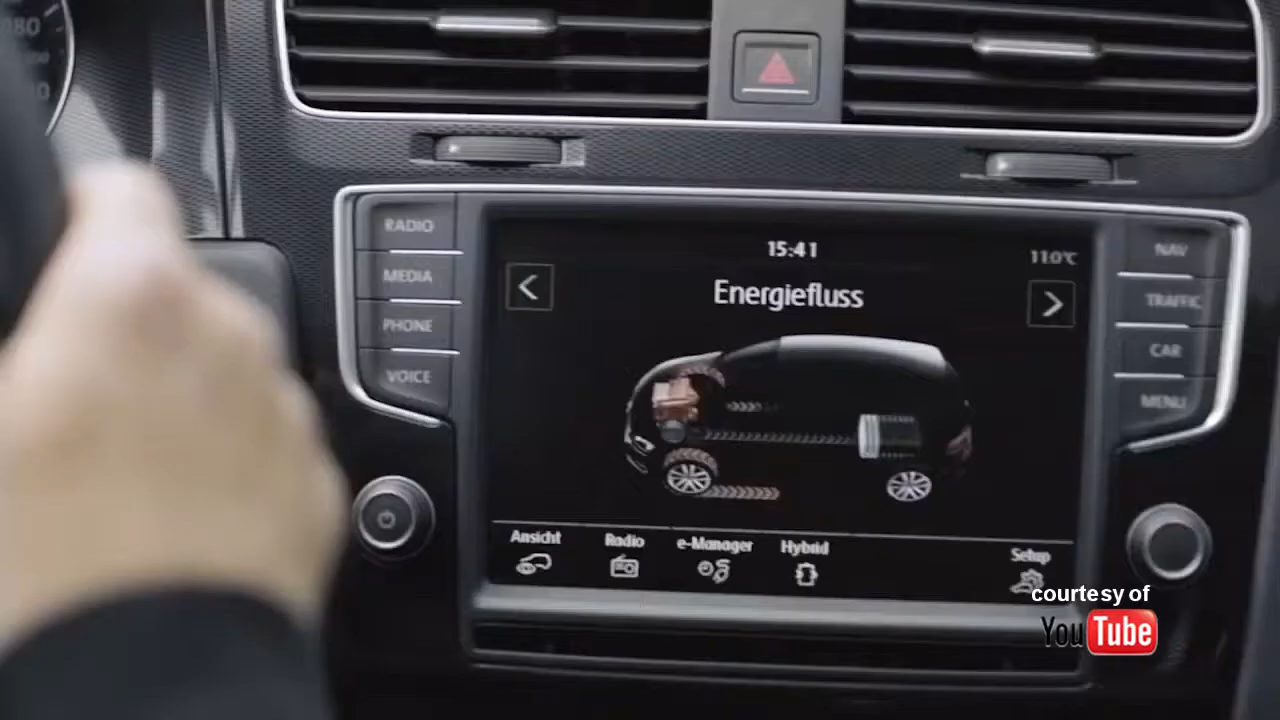 80
RADIO
MEDIA
PHONE
VOICE
15:41
11.0°C
Energiefluss
NAV
TRAFFIC
CAR
MENU
Ansicht
Radio
e-Manager
Hybrid
Setup
courtesy of
YouTube